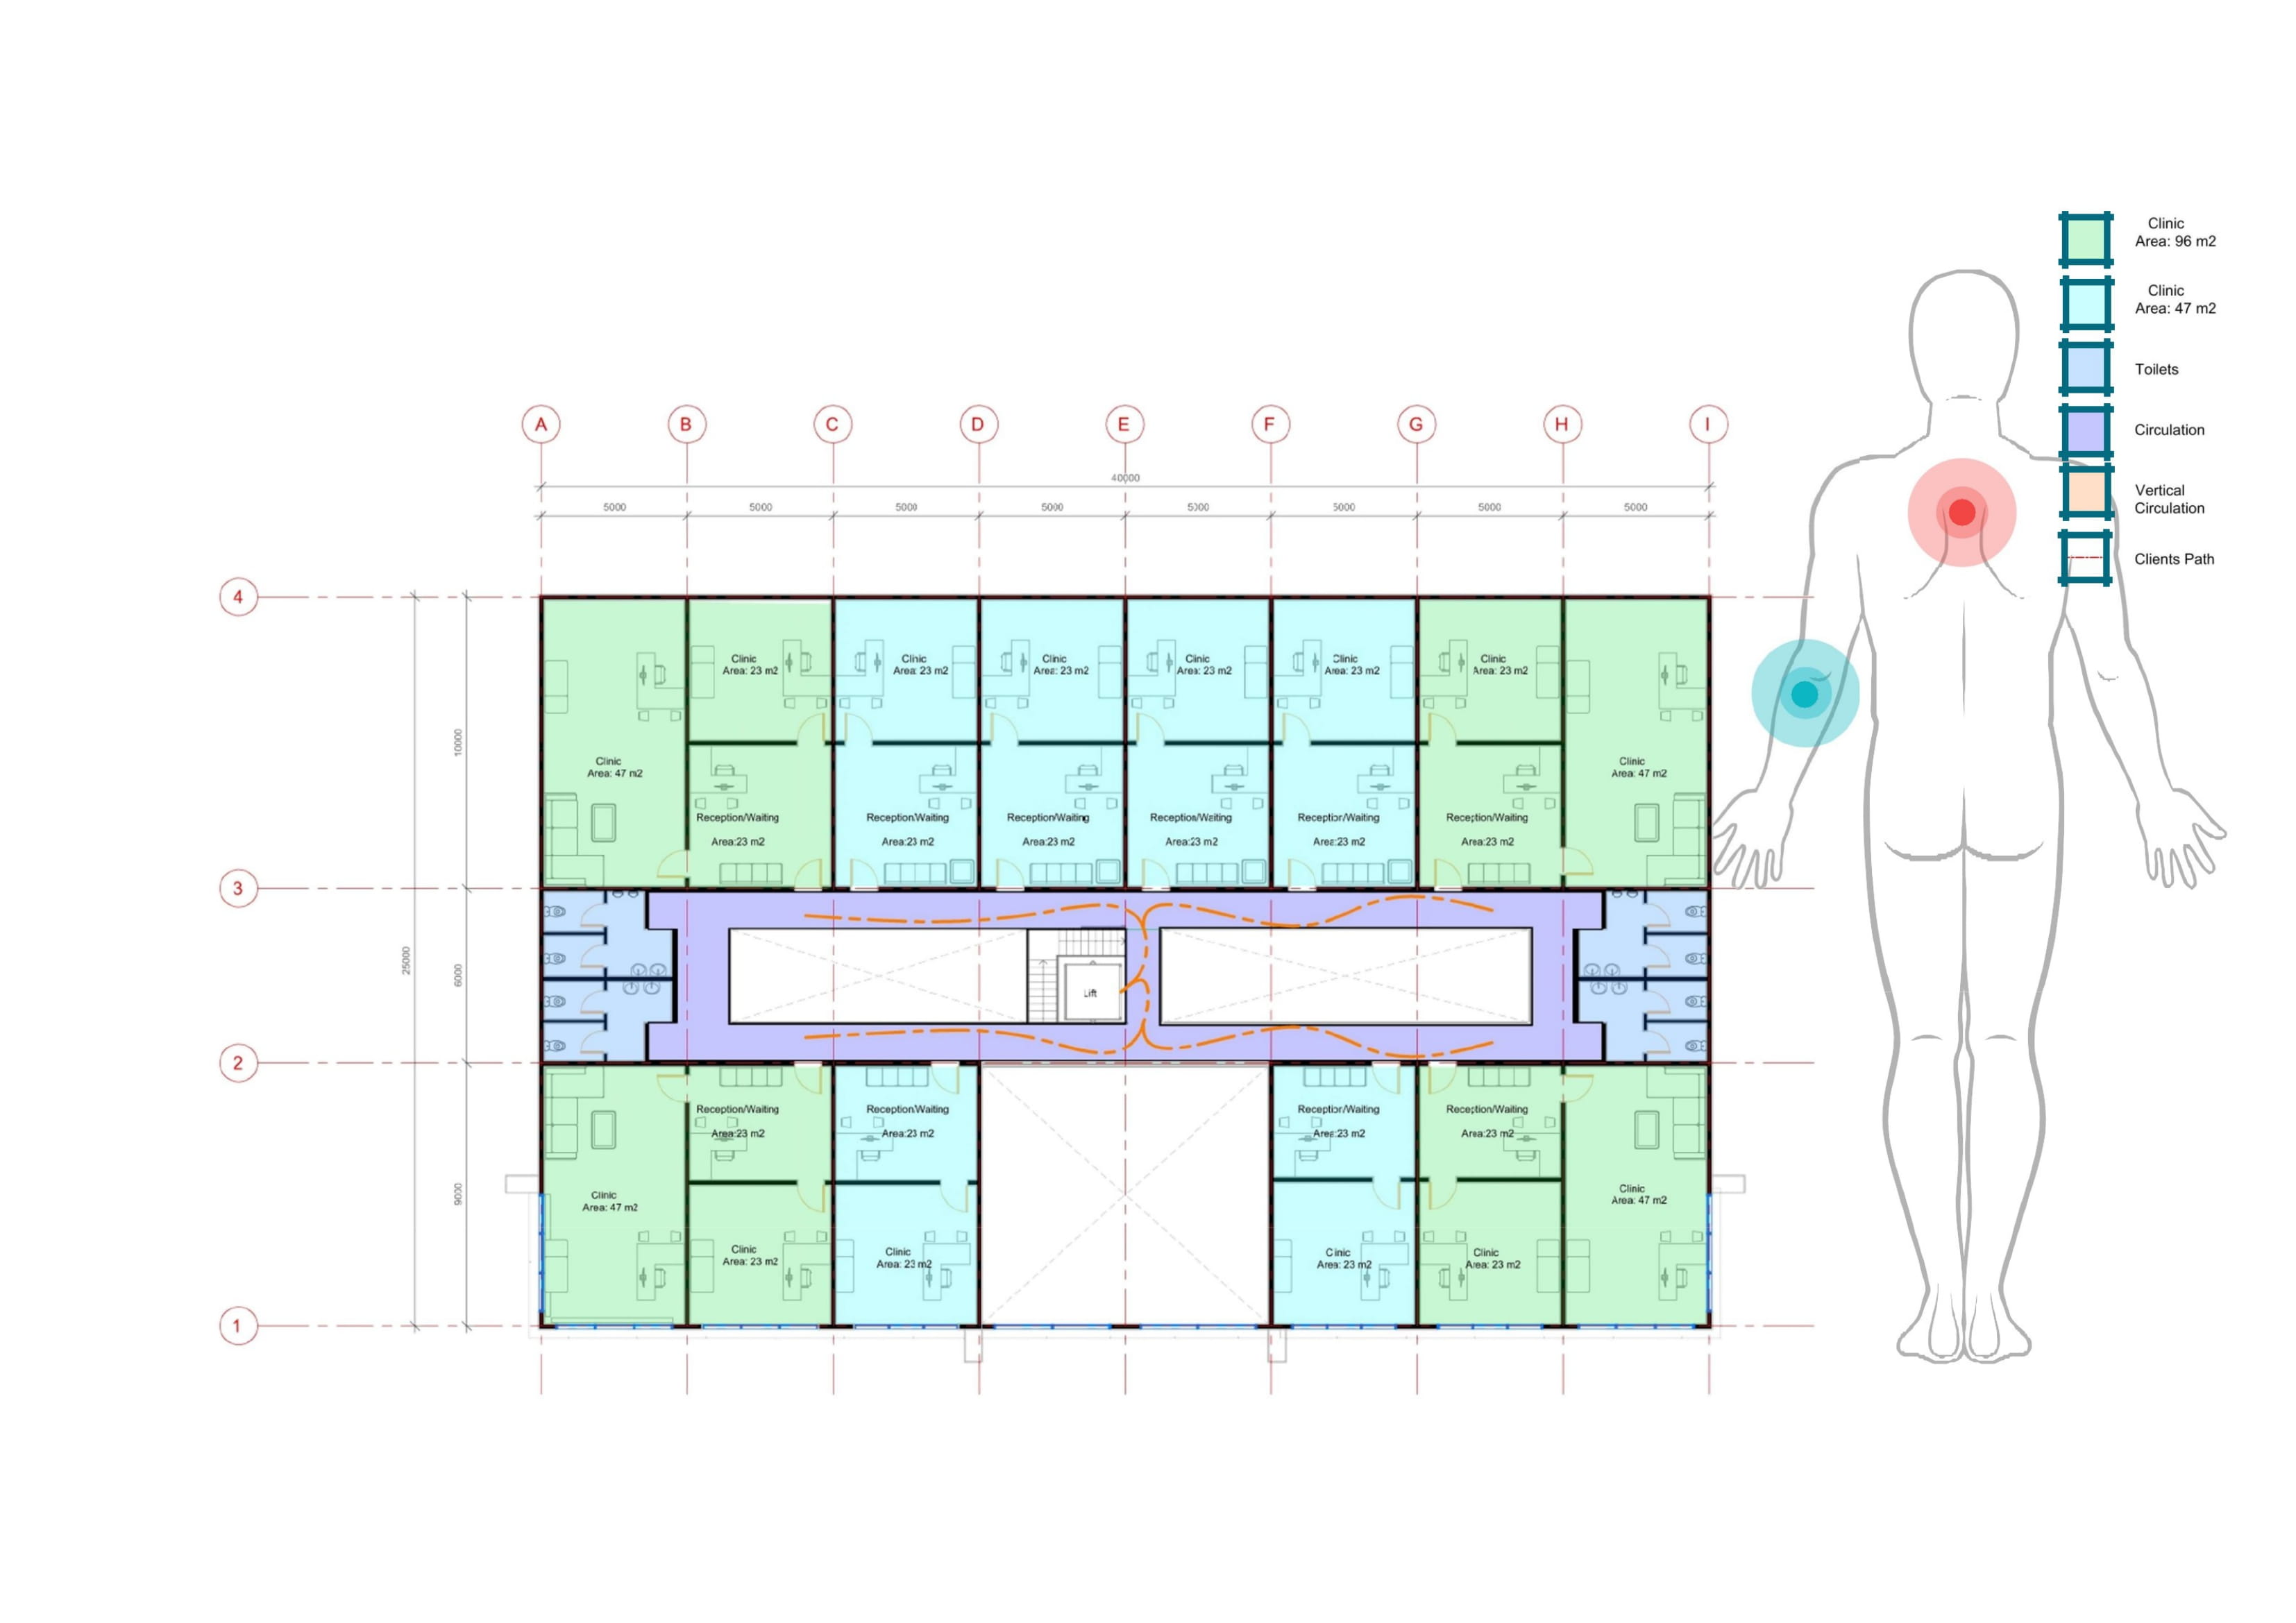 Clinic
Area: 96 m2
Clinic
Area: 47 m2
Toilets
Circulation
Vertical
Circulation
Clients Path
A B C D E F G H I
40000
5000 5000 5000 5000 5000 5000 5000 5000
4
3
2
1
25000
10000
6000
9000
Clinic
Area: 47 m2
Clinic
Area: 23 m2
Clinic
Area: 23 m2
Clinic
Area: 23 m2
Clinic
Area: 23 m2
Clinic
Area: 23 m2
Clinic
Area: 23 m2
Clinic
Area: 47 m2
Reception/Waiting
Area:23 m2
Reception/Waiting
Area:23 m2
Reception/Waiting
Area:23 m2
Reception/Waiting
Area:23 m2
Reception/Waiting
Area:23 m2
Reception/Waiting
Area:23 m2
Lift
Reception/Waiting
Area:23 m2
Reception/Waiting
Area:23 m2
Reception/Waiting
Area:23 m2
Reception/Waiting
Area:23 m2
Clinic
Area: 47 m2
Clinic
Area: 23 m2
Clinic
Area: 23 m2
Clinic
Area: 23 m2
Clinic
Area: 23 m2
Clinic
Area: 47 m2